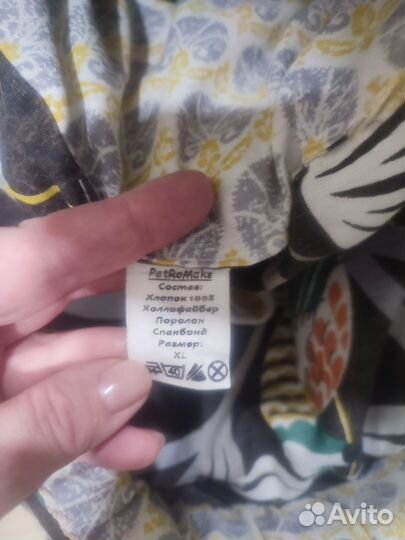 PetRoMaks
Состав:
Хлопок 100%
Холлофайбер
Поролон
Спанбонд
Размер:
XL
40
Avito